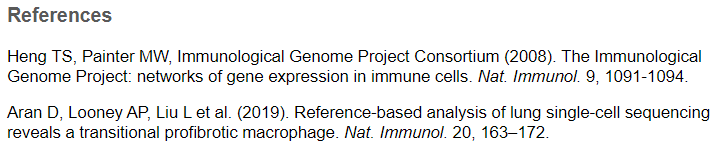 References
Heng TS, Painter MW, Immunological Genome Project Consortium (2008). The Immunological
Genome Project: networks of gene expression in immune cells. Nat. Immunol. 9, 1091-1094.
Aran D, Looney AP, Liu L et al. (2019). Reference-based analysis of lung single-cell sequencing
reveals a transitional profibrotic macrophage. Nat. Immunol. 20, 163–172.